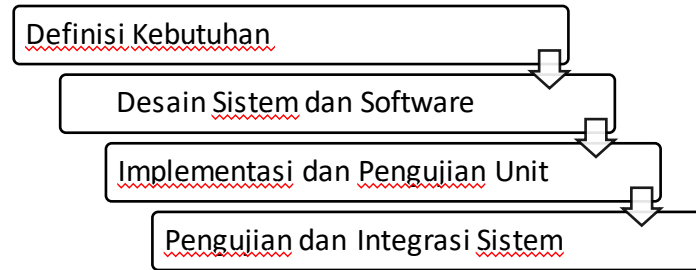 Definisi Kebutuhan
Desain Sistem dan Software
Implementasi dan Pengujian Unit
Pengujian dan Integrasi Sistem